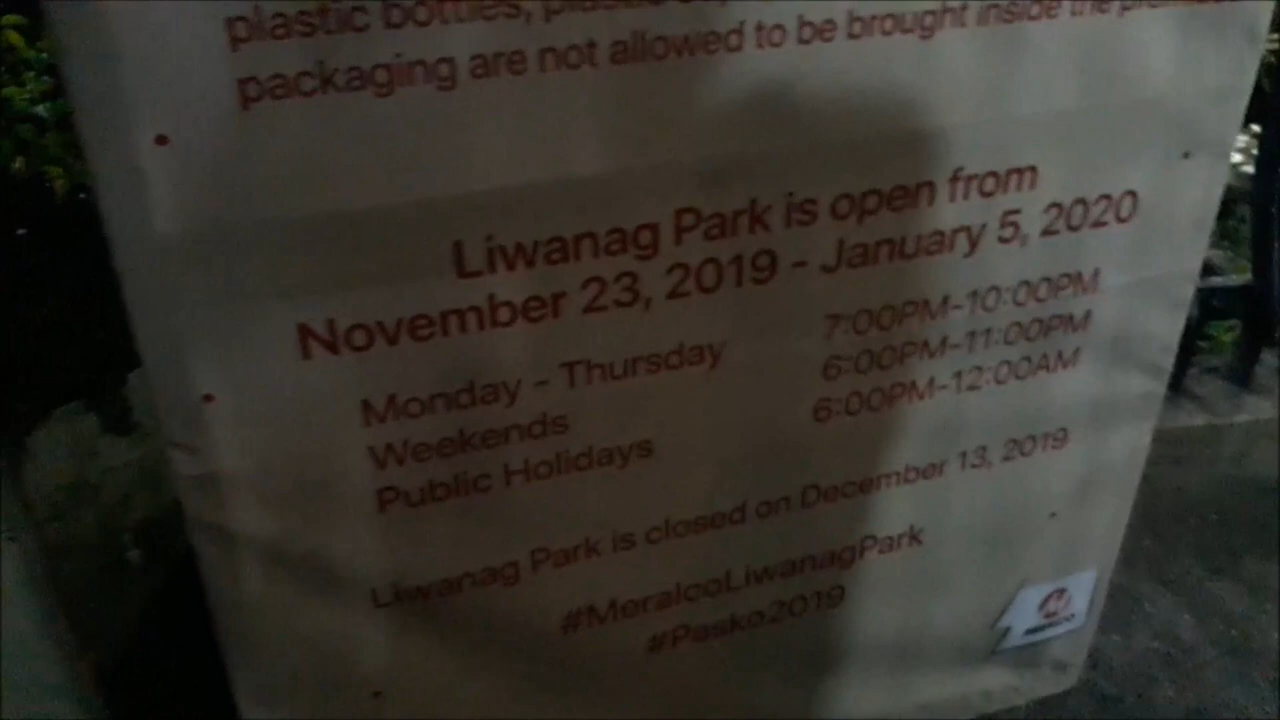 plastic bottles,
packaging are not allowed to be brought inside the
Liwanag Park is open from
November 23, 2019 - January 5, 2020
Monday - Thursday 7:00PM-10:00PM
Weekends 6:00PM-11:00PM
Public Holidays 6:00PM-12:00AM
Liwanag Park is closed on December 13, 2019
#MeralcoLiwanagPark
#Pasko2019
MERALCO